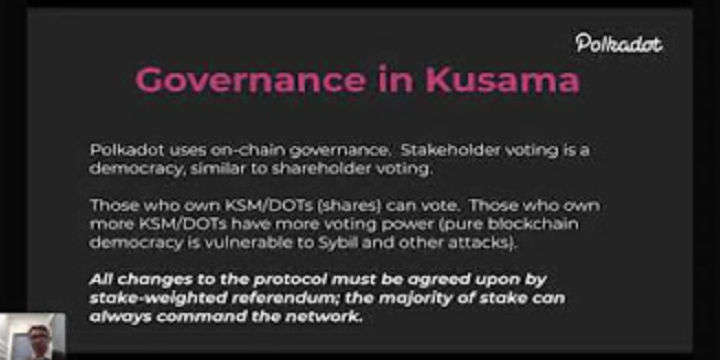 Polkadot
Governance in Kusama
Polkadot uses on-chain governance. Stakeholder voting is a
democracy, similar to shareholder voting.
Those who own KSM/DOTs (shares) can vote. Those who own
more KSM/DOTs have more voting power (pure blockchain
democracy is vulnerable to Sybil and other attacks).
All changes to the protocol must be agreed upon by
stake-weighted referendum; the majority of stake can
always command the network.